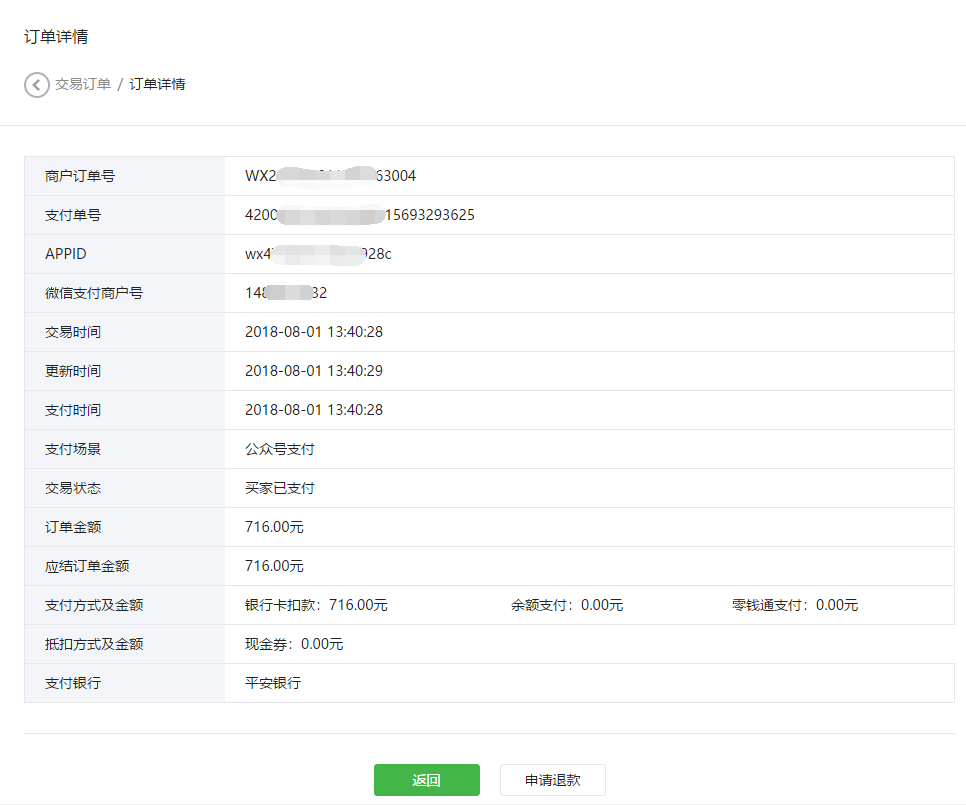 订单详情
交易订单 / 订单详情
商户订单号 WX2 63004
支付单号 4200 15693293625
APPID wx4 928c
微信支付商户号 148 32
交易时间 2018-08-01 13:40:28
更新时间 2018-08-01 13:40:29
支付时间 2018-08-01 13:40:28
支付场景 公众号支付
交易状态 买家已支付
订单金额 716.00元
应结订单金额 716.00元
支付方式及金额 银行卡扣款：716.00元 余额支付：0.00元 零钱通支付：0.00元
抵扣方式及金额 现金券：0.00元
支付银行 平安银行
返回 申请退款